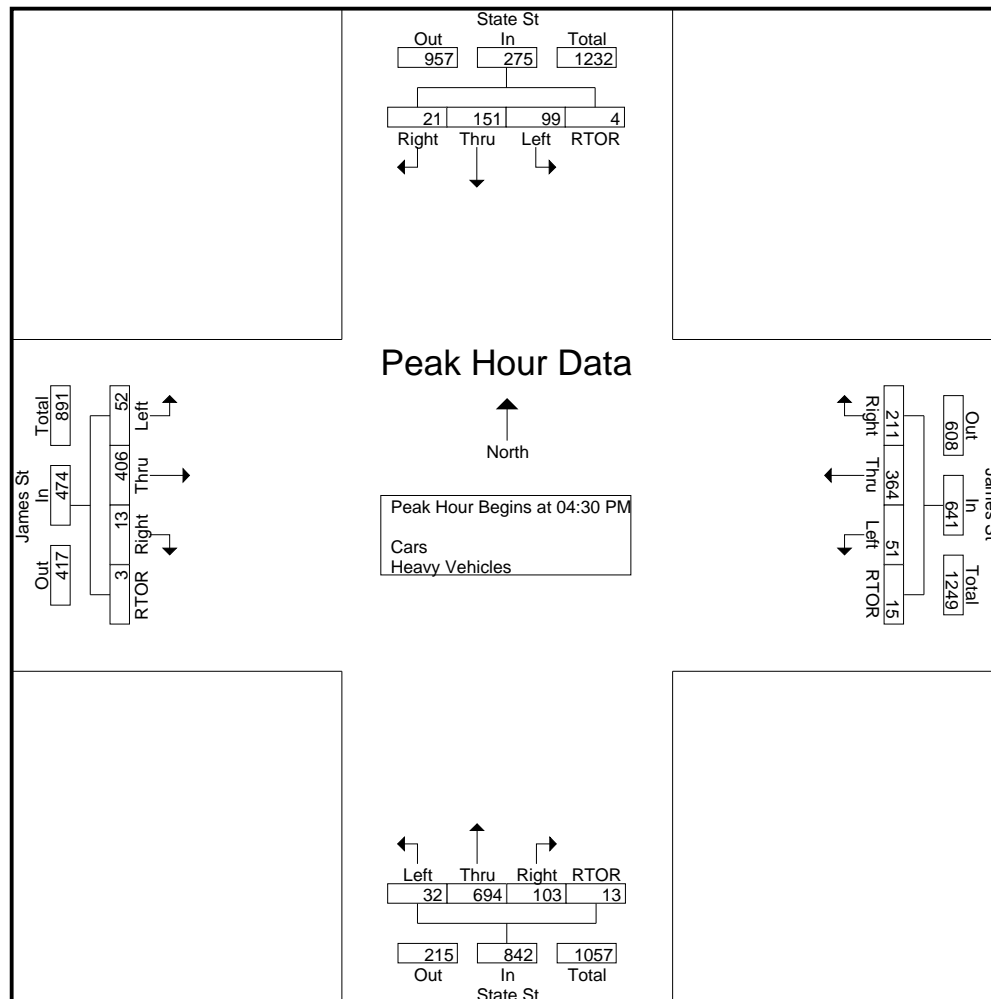 State St
Out In Total
957 275 1232
21 151 99 4
Right Thru Left RTOR
Peak Hour Data
North
Peak Hour Begins at 04:30 PM
Cars
Heavy Vehicles
James St
Total In Out
891 474 417
52 406 13 3
Left Thru Right RTOR
James St
Out In Total
608 641 1249
211 364 51 15
Right Thru Left RTOR
Left Thru Right RTOR
32 694 103 13
215 842 1057
Out In Total
State St